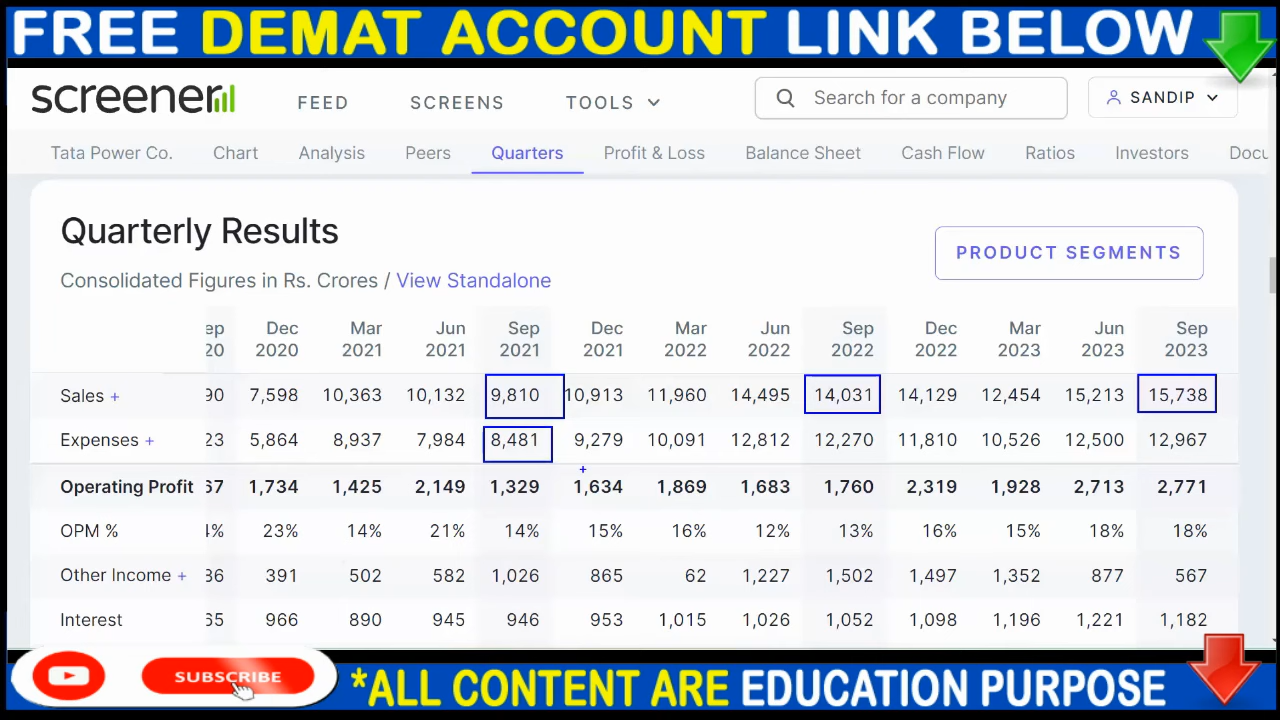 FREE DEMAT ACCOUNT LINK BELOW
screener FEED SCREENS TOOLS Search for a company SANDIP
Tata Power Co. Chart Analysis Peers Quarters Profit & Loss Balance Sheet Cash Flow Ratios Investors Docu
Quarterly Results
PRODUCT SEGMENTS
Consolidated Figures in Rs. Crores / View Standalone
ep Dec Mar Jun Sep Dec Mar Jun Sep Dec Mar Jun Sep
20 2020 2021 2021 2021 2021 2022 2022 2022 2022 2023 2023 2023
Sales + 90 7,598 10,363 10,132 9,810 10,913 11,960 14,495 14,031 14,129 12,454 15,213 15,738
Expenses + 23 5,864 8,937 7,984 8,481 9,279 10,091 12,812 12,270 11,810 10,526 12,500 12,967
Operating Profit 67 1,734 1,425 2,149 1,329 1,634 1,869 1,683 1,760 2,319 1,928 2,713 2,771
OPM % 4% 23% 14% 21% 14% 15% 16% 12% 13% 16% 15% 18% 18%
Other Income + 36 391 502 582 1,026 865 62 1,227 1,502 1,497 1,352 877 567
Interest 65 966 890 945 946 953 1,015 1,026 1,052 1,098 1,196 1,221 1,182
SUBSCRIBE
*ALL CONTENT ARE EDUCATION PURPOSE